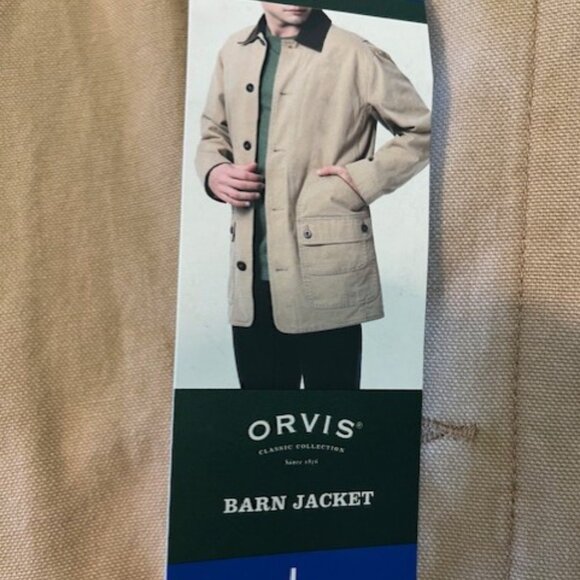 ORVIS®
CLASSIC COLLECTION
Since 1856
BARN JACKET